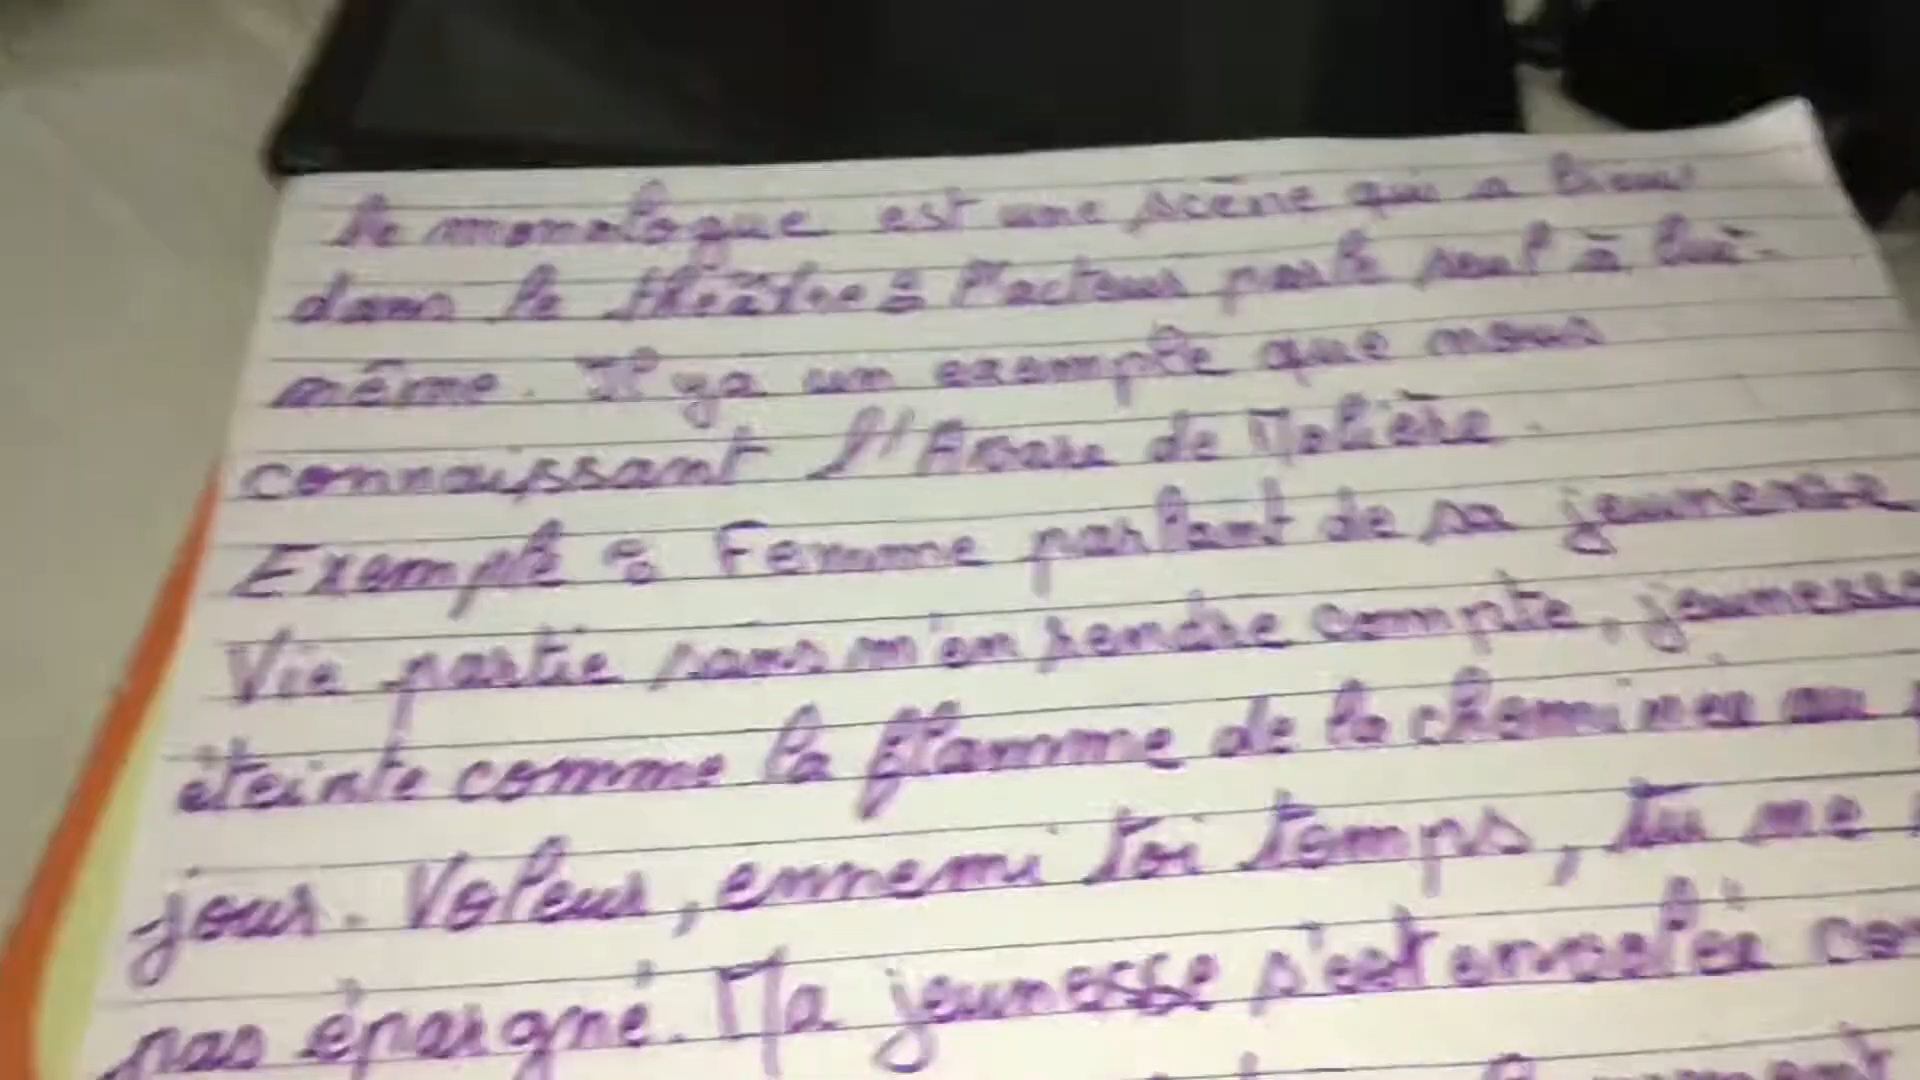 Le monologue est une scène qui a lieu
dans le théâtre : l'acteur parle seul à lui-
même. Il ya un exemple que nous
connaissant l'Avare de Molière.
Exemple : Femme parlant de sa jeunesse
Vie partie sans m'en rendre compte, jeunesse
éteinte comme la flamme de la cheminée au
jour. Voleur, ennemi toi temps, tu me
pas épargné. Ma jeunesse s'est envolée